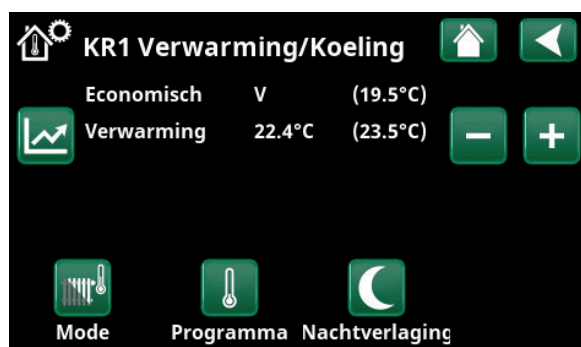 KR1 Verwarming/Koeling
Economisch V (19.5°C)
Verwarming 22.4°C (23.5°C)
Mode Programma Nachtverlaging